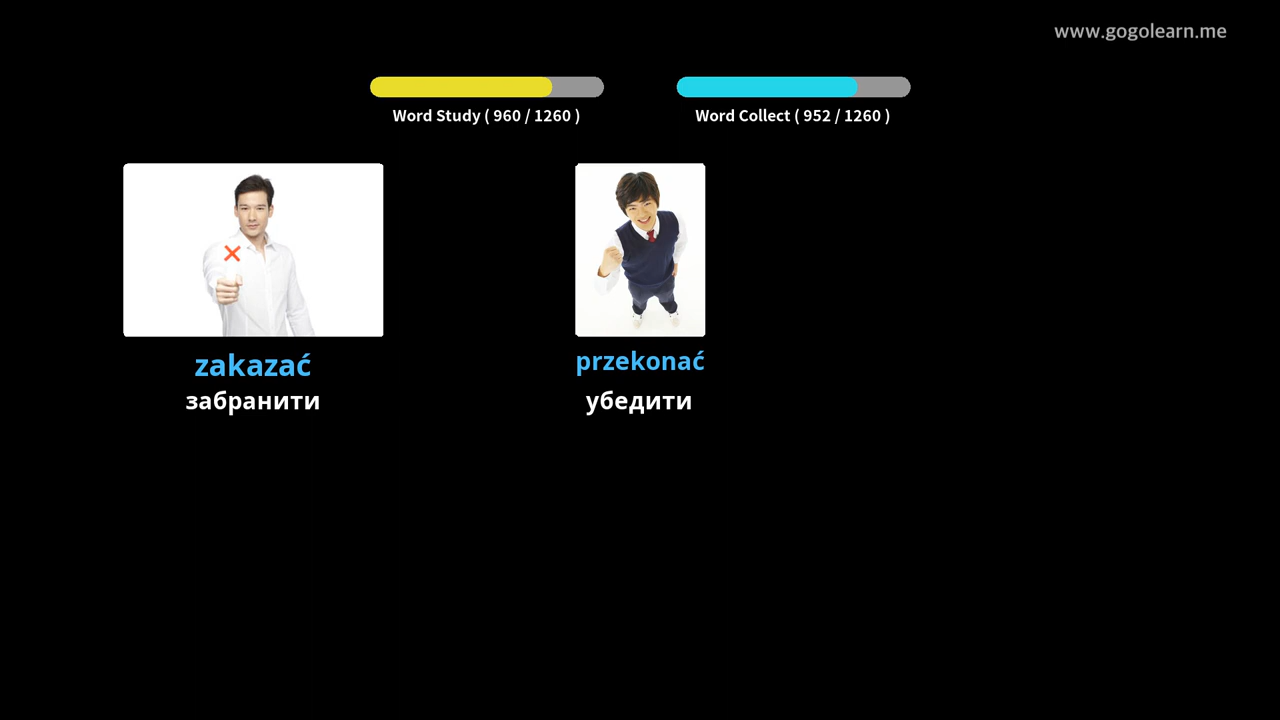 www.gogolearn.me
Word Study ( 960 / 1260 )
Word Collect ( 952 / 1260 )
zakazać
забранити
przekonać
убедити